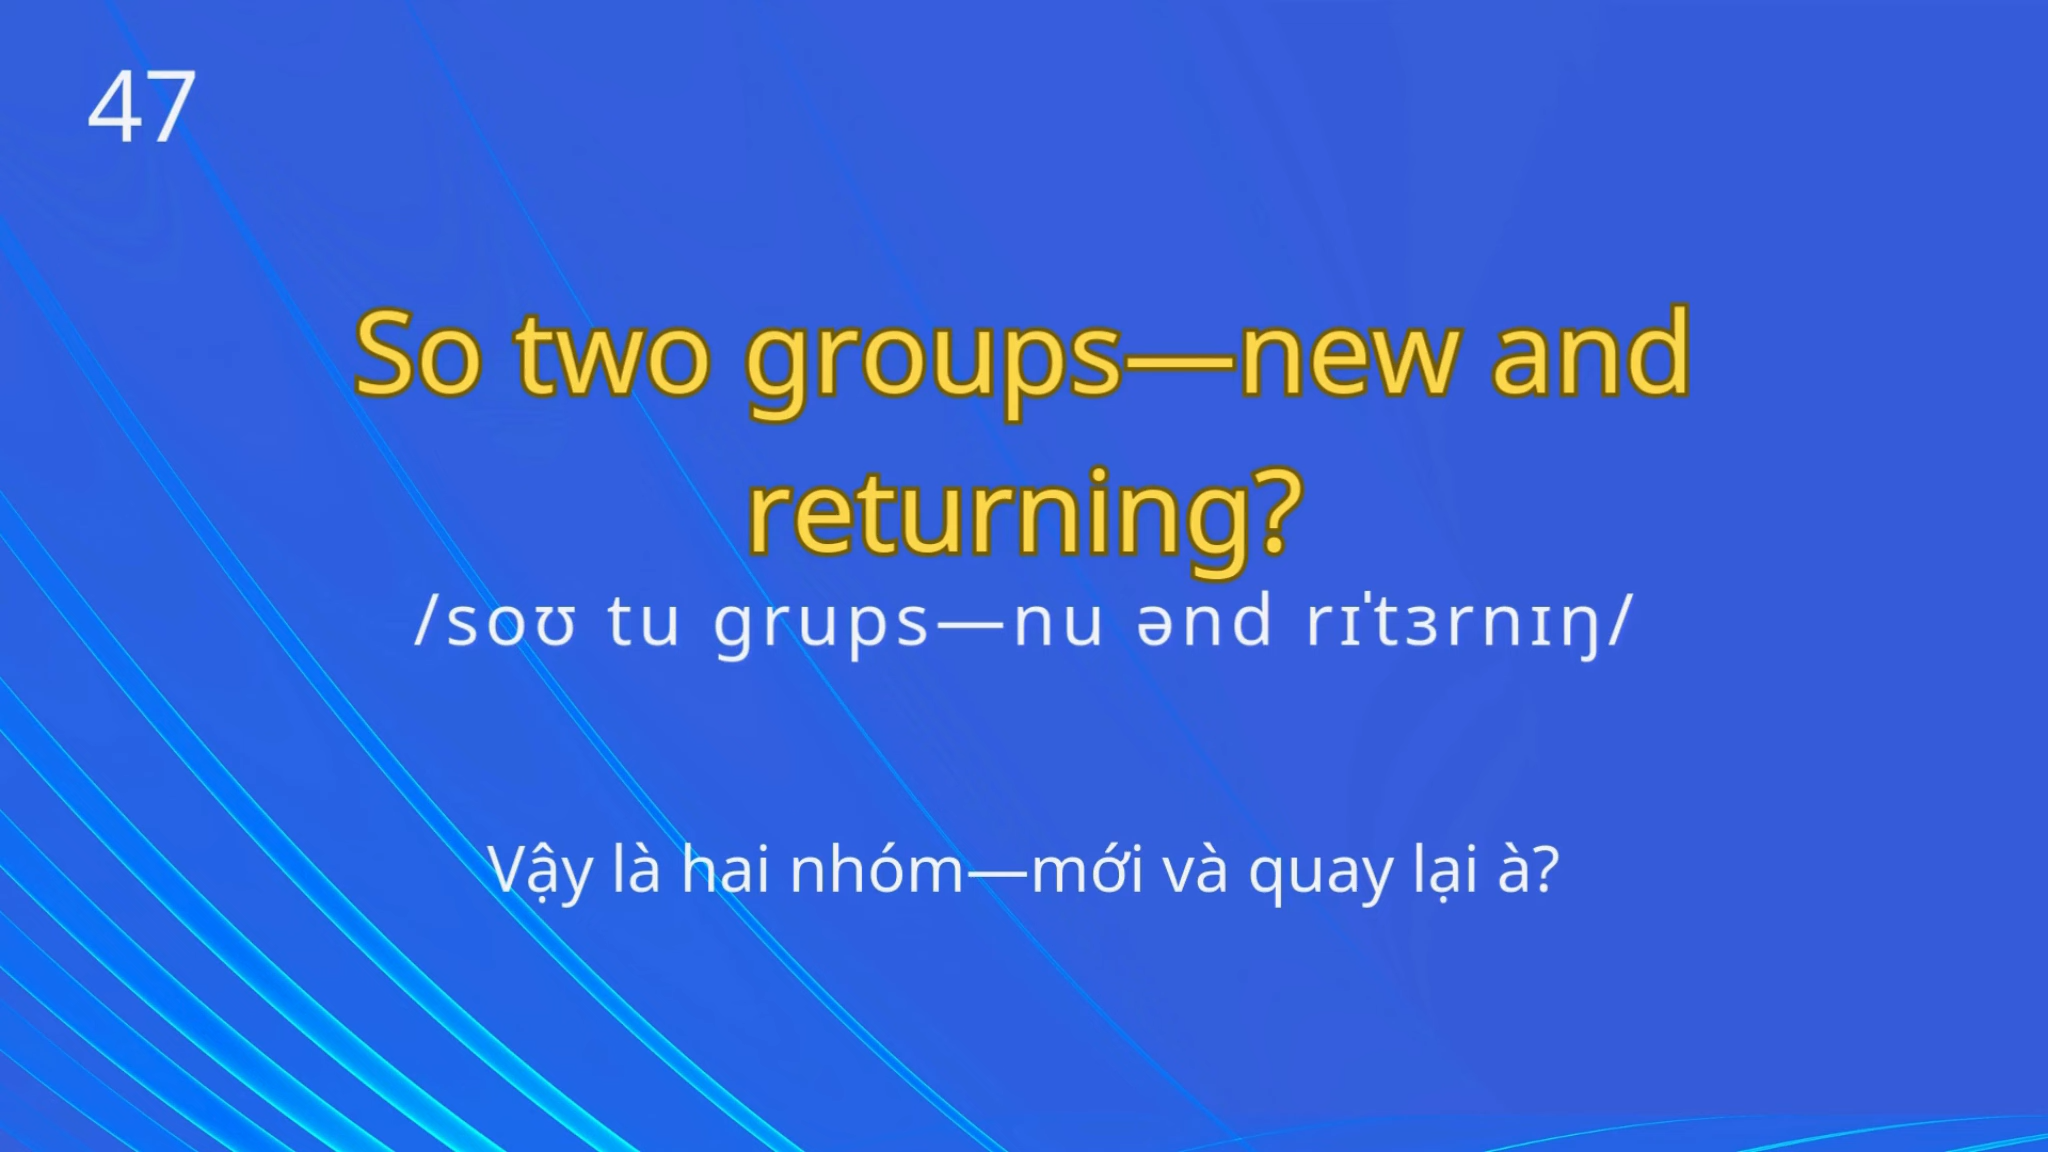 47
So two groups—new and
returning?
/soʊ tu grups—nu ənd rɪˈtɜrnɪŋ/
Vậy là hai nhóm—mới và quay lại à?